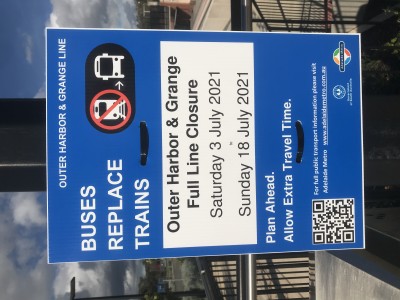 OUTER HARBOR & GRANGE LINE
BUSES
REPLACE
TRAINS
Outer Harbor & Grange
Full Line Closure
Saturday 3 July 2021
to
Sunday 18 July 2021
Plan Ahead.
Allow Extra Travel Time.
For full public transport information please visit
Adelaide Metro www.adelaidemetro.com.au